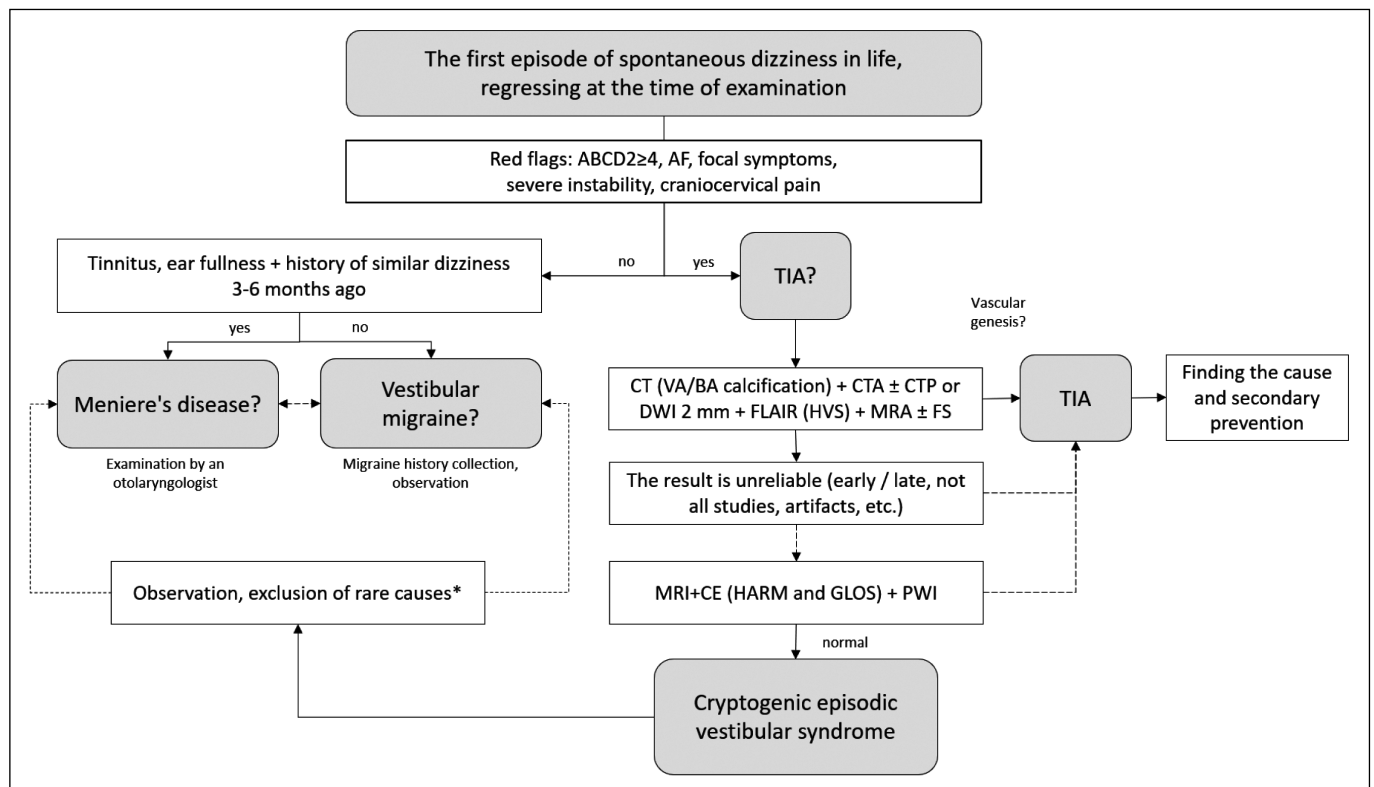 The first episode of spontaneous dizziness in life,
regressing at the time of examination
Red flags: ABCD2≥4, AF, focal symptoms,
severe instability, craniocervical pain
no
yes
Tinnitus, ear fullness + history of similar dizziness
3-6 months ago
TIA?
yes
no
Vascular
genesis?
Meniere's disease?
Vestibular
migraine?
CT (VA/BA calcification) + CTA ± CTP or
DWI 2 mm + FLAIR (HVS) + MRA ± FS
TIA
Finding the cause
and secondary
prevention
Examination by an
otolaryngologist
Migraine history collection,
observation
The result is unreliable (early / late, not
all studies, artifacts, etc.)
Observation, exclusion of rare causes*
MRI+CE (HARM and GLOS) + PWI
normal
Cryptogenic episodic
vestibular syndrome